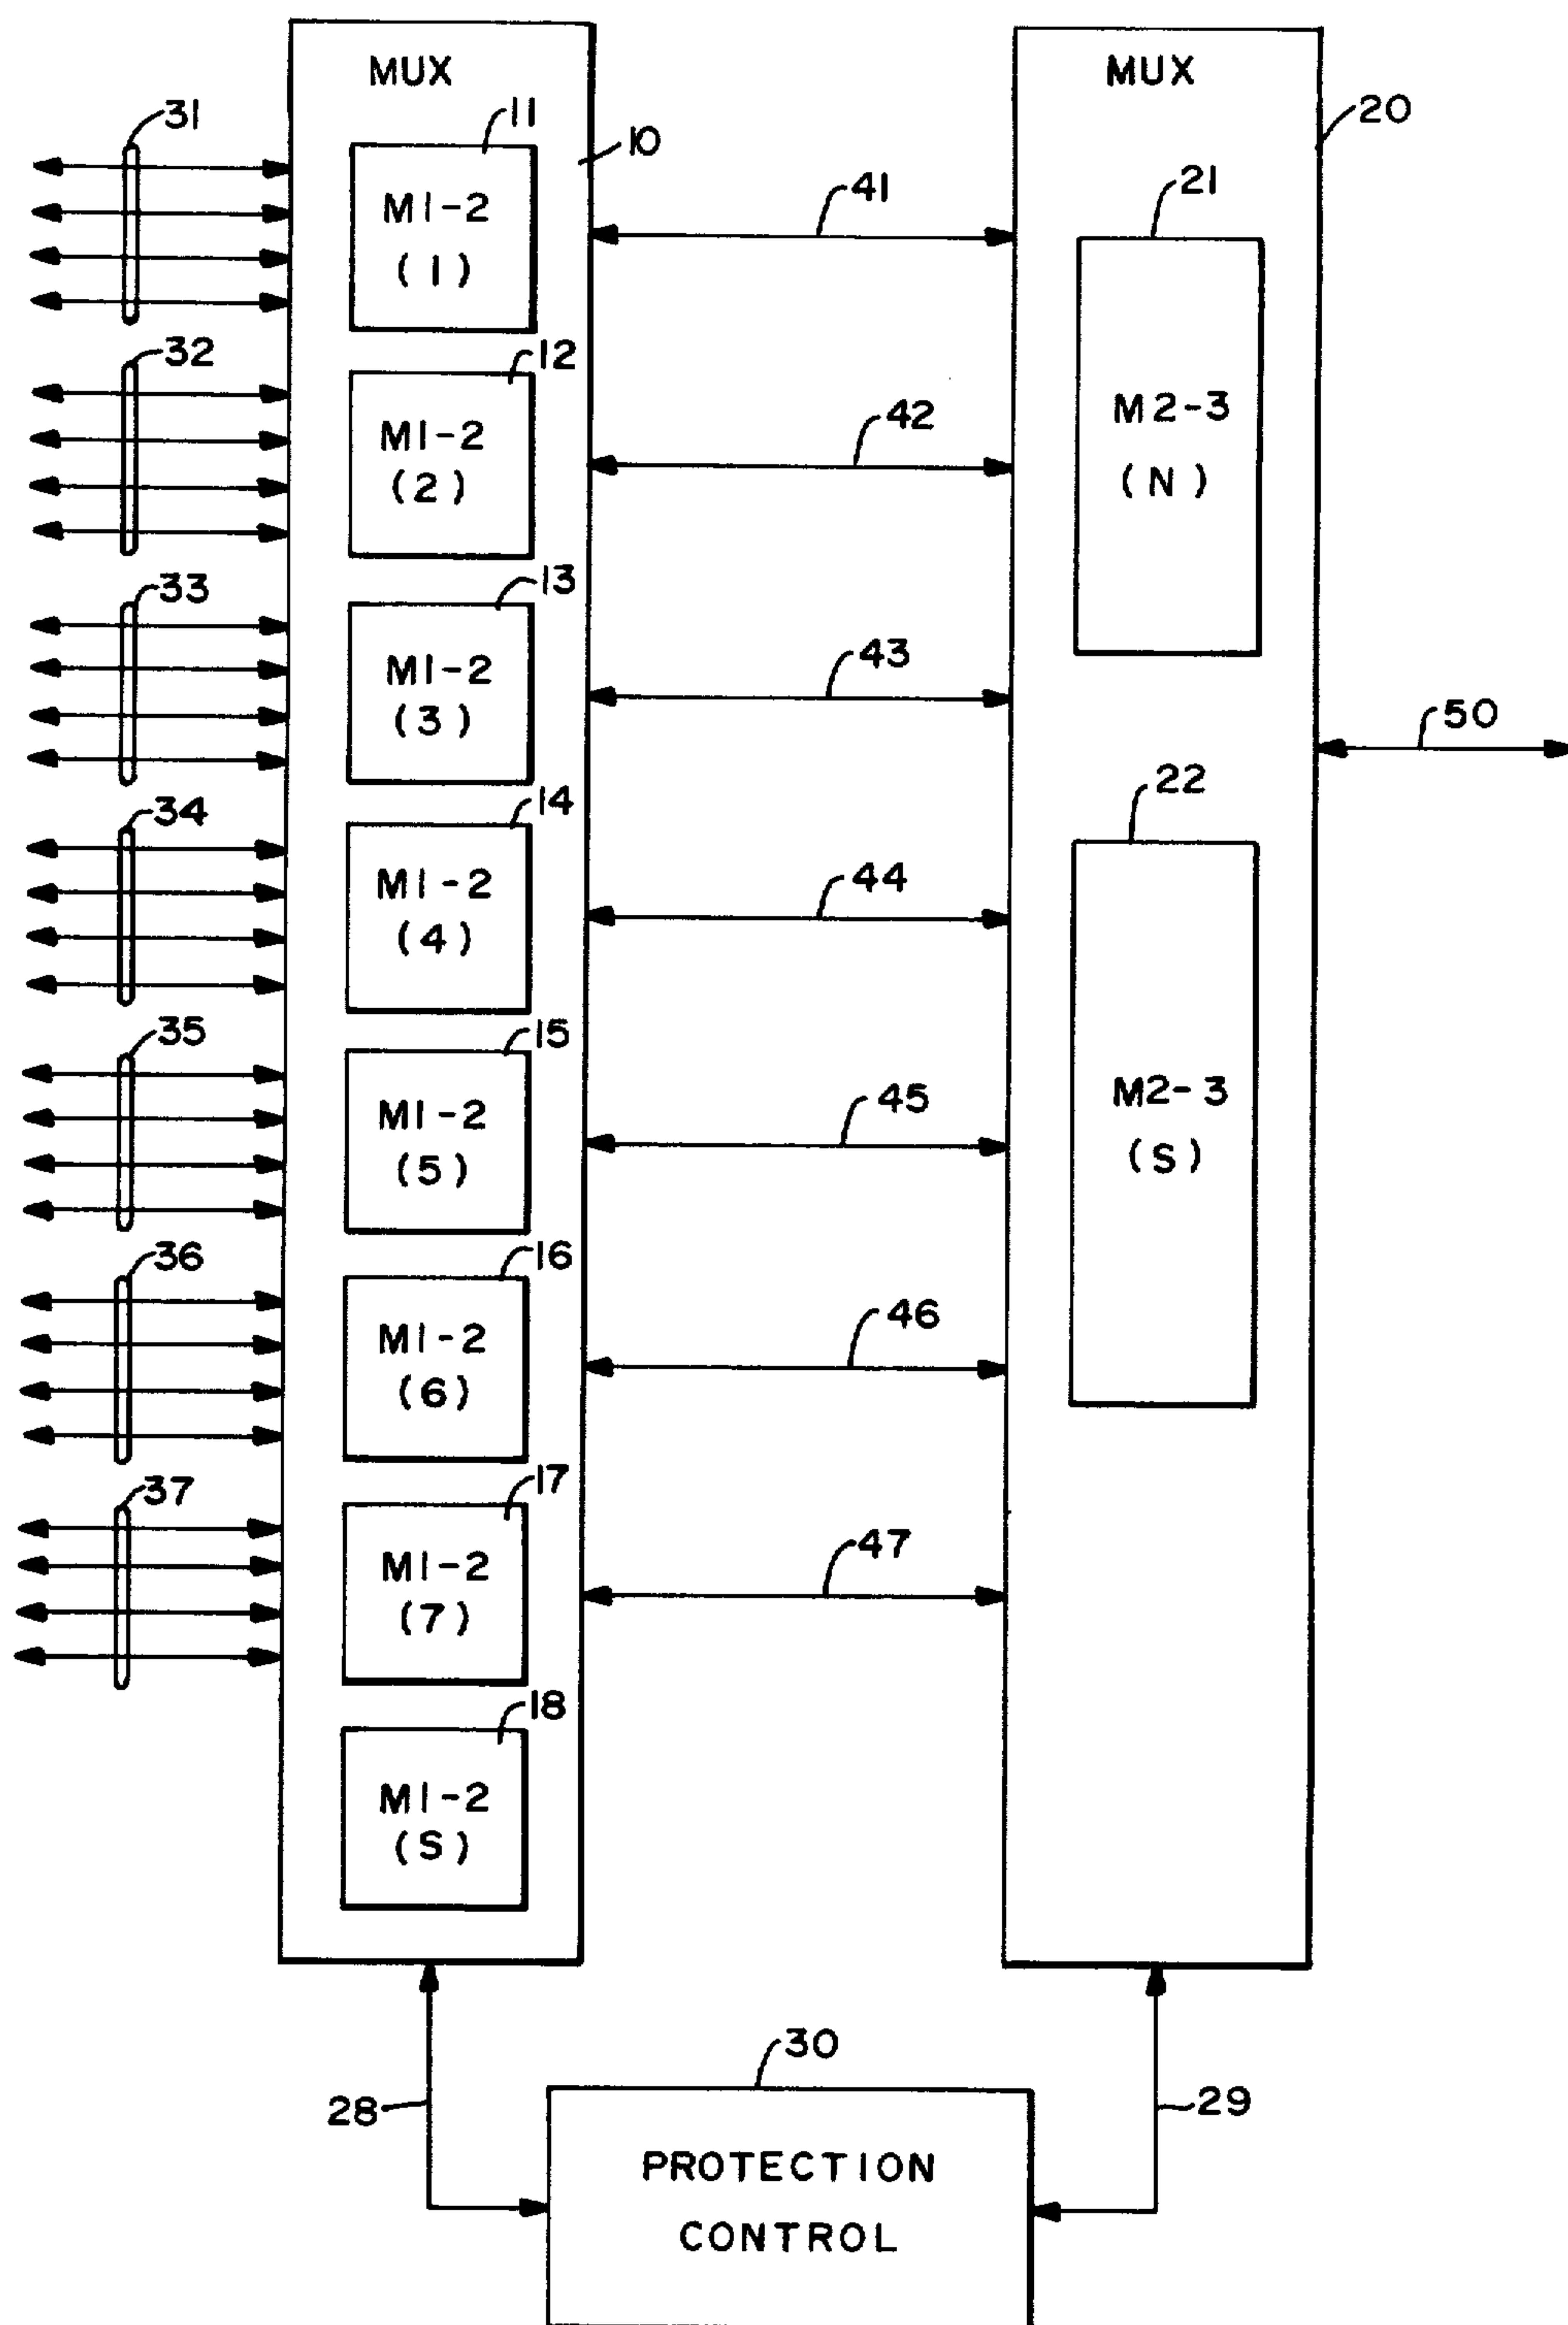 MUX
MUX
11
10
20
31
M1-2
(1)
41
21
32
12
M1-2
(2)
42
M2-3
(N)
33
13
M1-2
(3)
43
50
34
14
M1-2
(4)
44
22
35
15
M1-2
(5)
45
M2-3
(S)
36
16
M1-2
(6)
46
37
17
M1-2
(7)
47
18
M1-2
(S)
30
28
29
PROTECTION
CONTROL